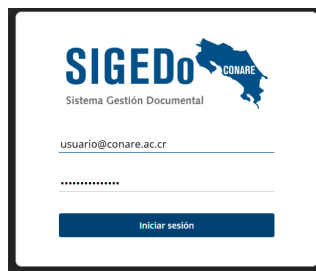 SIGEDo
CONARE
Sistema Gestión Documental
usuario@conare.ac.cr
•••••••••••••••
Iniciar sesión